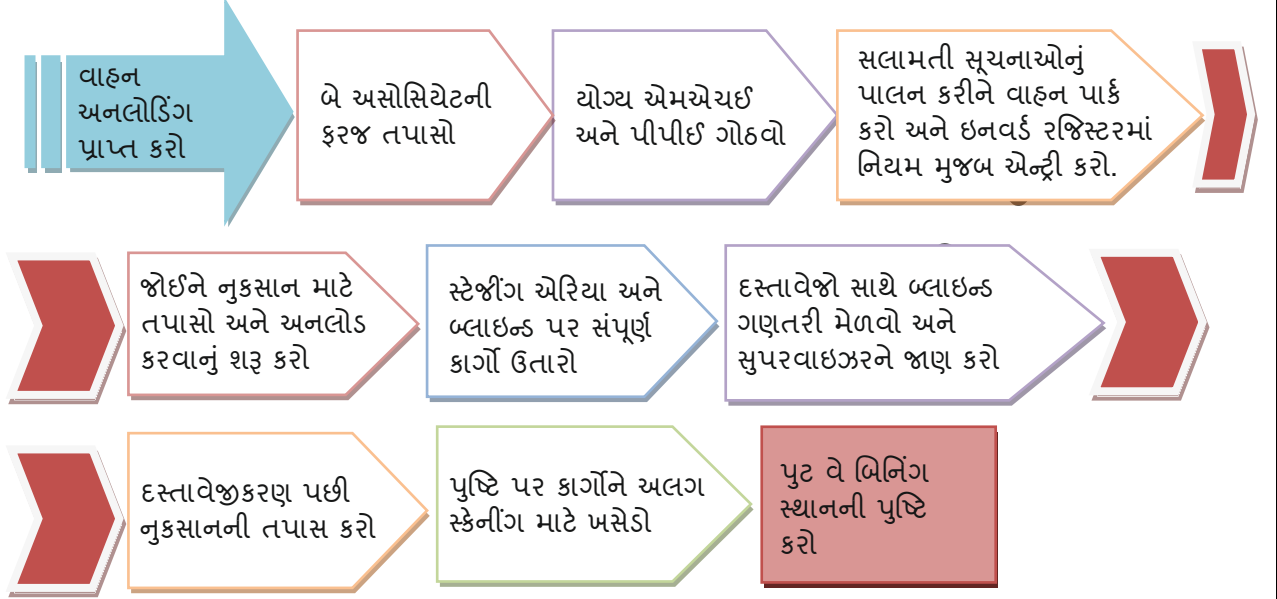 વાહન
અનલોડિંગ
પ્રાપ્ત કરો
બે અસોસિયેટની
ફરજ તપાસો
યોગ્ય એમએચઈ
અને પીપીઈ ગોઠવો
સલામતી સૂચનાઓનું
પાલન કરીને વાહન પાર્ક
કરો અને ઇનવર્ડ રજિસ્ટરમાં
નિયમ મુજબ એન્ટ્રી કરો.
જોઈને નુકસાન માટે
તપાસો અને અનલોડ
કરવાનું શરૂ કરો
સ્ટેજીંગ એરિયા અને
બ્લાઇન્ડ પર સંપૂર્ણ
કાર્ગો ઉતારો
દસ્તાવેજો સાથે બ્લાઇન્ડ
ગણતરી મેળવો અને
સુપરવાઇઝરને જાણ કરો
દસ્તાવેજીકરણ પછી
નુકસાનની તપાસ કરો
પુષ્ટિ પર કાર્ગોને અલગ
સ્કેનીંગ માટે ખસેડો
પુટ વે બિનિંગ
સ્થાનની પુષ્ટિ
કરો